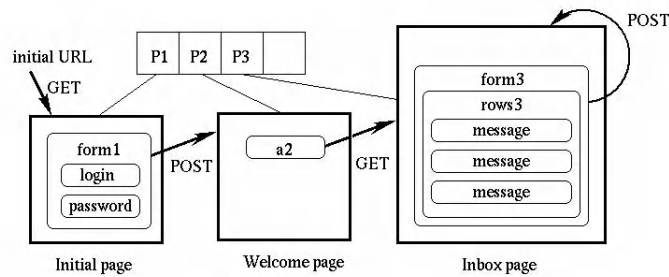 POST
P1 P2 P3
initial URL
GET
form3
rows3
message
message
message
form1
login
password
POST
a2
GET
Initial page
Welcome page
Inbox page